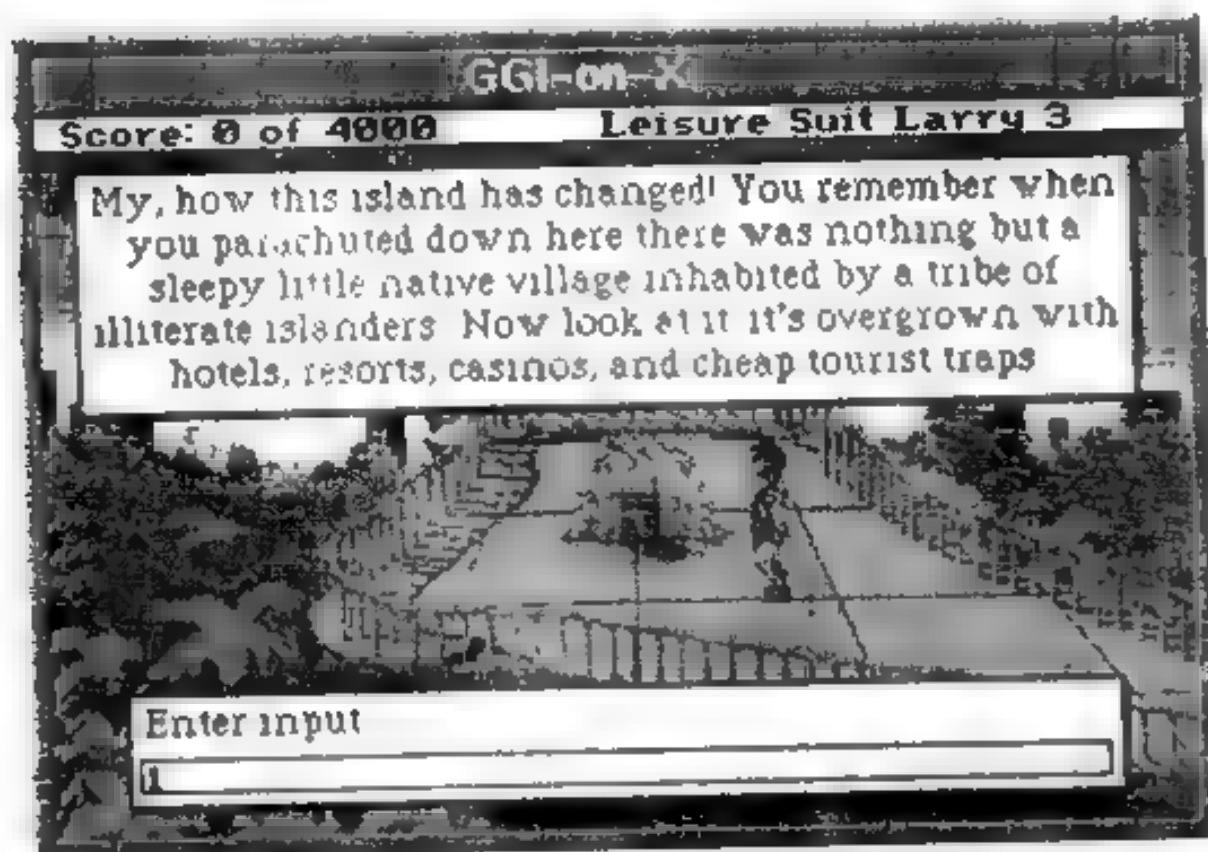 GGI-on-X
Score: 0 of 4000 Leisure Suit Larry 3
My, how this island has changed! You remember when
you parachuted down here there was nothing but a
sleepy little native village inhabited by a tribe of
illiterate islanders. Now look at it it's overgrown with
hotels, resorts, casinos, and cheap tourist traps
Enter input